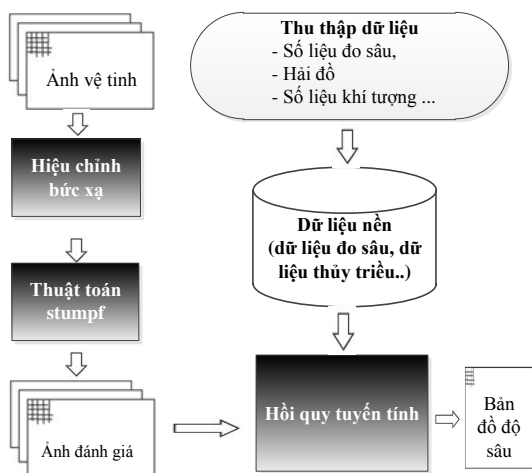 Ảnh vệ tinh
Hiệu chỉnh
bức xạ
Thuật toán
stumpf
Ảnh đánh giá
Thu thập dữ liệu
- Số liệu đo sâu,
- Hải đồ
- Số liệu khí tượng ...
Dữ liệu nền
(dữ liệu đo sâu, dữ
liệu thủy triều..)
Hồi quy tuyến tính
Bản
đồ độ
sâu